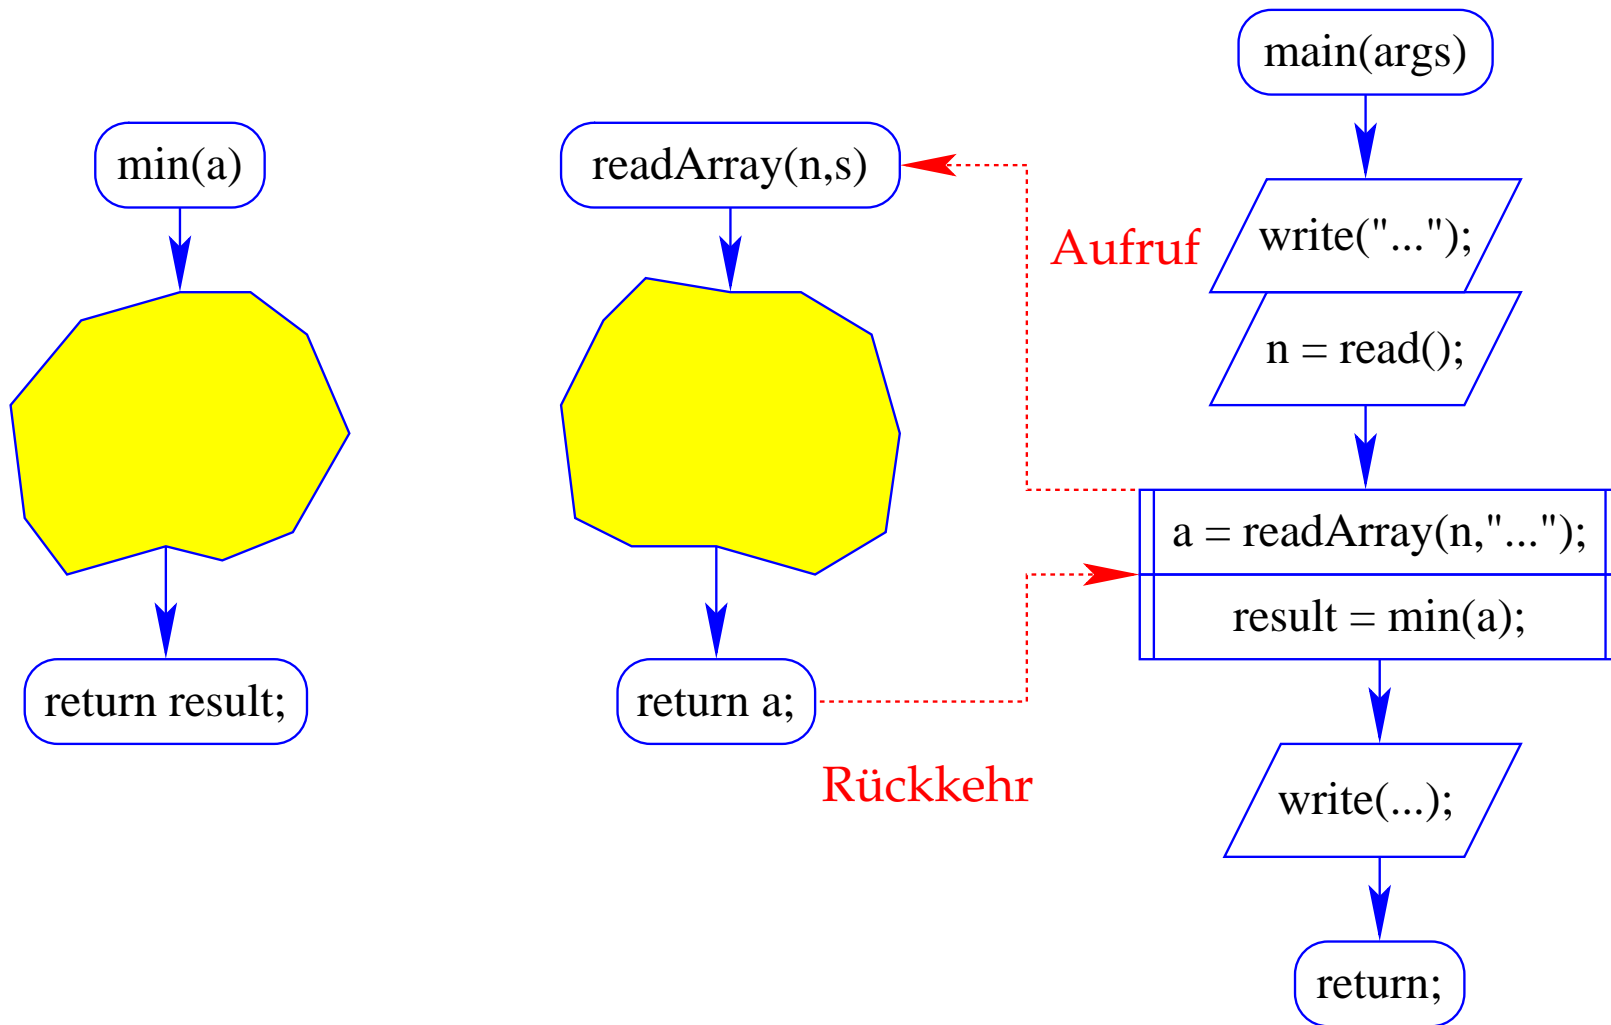 main(args)
min(a)
readArray(n,s)
Aufruf
write("...");
n = read();
a = readArray(n,"...");
result = min(a);
return result;
return a;
Rückkehr
write(...);
return;